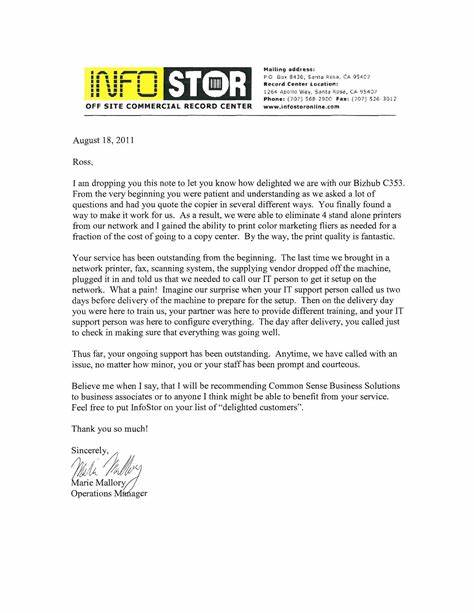 INFO STOR
OFF SITE COMMERCIAL RECORD CENTER
Mailing address:
P.O. Box 8436, Santa Rosa, CA 95407
Record Center Location:
1264 Apollo Way, Santa Rosa, CA 95407
Phone: (707) 568-2900 Fax: (707) 526-3012
www.infostoronline.com
August 18, 2011
Ross,
I am dropping you this note to let you know how delighted we are with our Bizhub C353.
From the very beginning you were patient and understanding as we asked a lot of
questions and had you quote the copier in several different ways. You finally found a
way to make it work for us. As a result, we were able to eliminate 4 stand alone printers
from our network and I gained the ability to print color marketing fliers as needed for a
fraction of the cost of going to a copy center. By the way, the print quality is fantastic.
Your service has been outstanding from the beginning. The last time we brought in a
network printer, fax, scanning system, the supplying vendor dropped off the machine,
plugged it in and told us that we needed to call our IT person to get it setup on the
network. What a pain! Imagine our surprise when your IT support person called us two
days before delivery of the machine to prepare for the setup. Then on the delivery day
you were here to train us, your partner was here to provide different training, and your IT
support person was here to configure everything. The day after delivery, you called just
to check in making sure that everything was going well.
Thus far, your ongoing support has been outstanding. Anytime, we have called with an
issue, no matter how minor, you or your staff has been prompt and courteous.
Believe me when I say, that I will be recommending Common Sense Business Solutions
to business associates or to anyone I think might be able to benefit from your service.
Feel free to put InfoStor on your list of “delighted customers”.
Thank you so much!
Sincerely,
Marie Mallory
Marie Mallory
Operations Manager